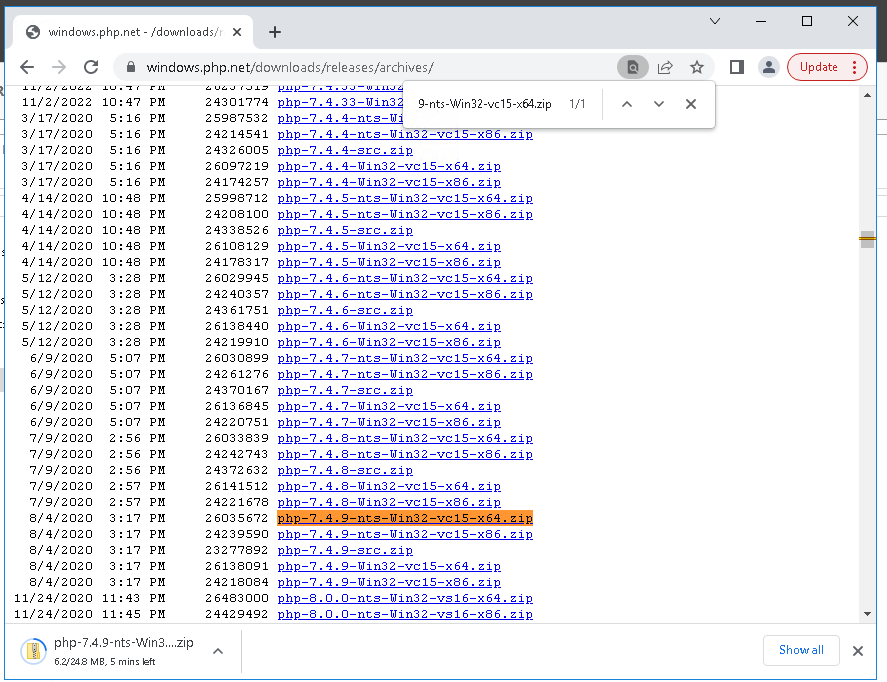 windows.php.net - /downloads/r
windows.php.net/downloads/releases/archives/
Update
9-nts-Win32-vc15-x64.zip 1/1
11/2/2022 10:47 PM 24301774 php-7.4.33-Win32
3/17/2020 5:16 PM 25987532 php-7.4.4-nts-Wi
3/17/2020 5:16 PM 24214541 php-7.4.4-nts-Win32-vc15-x86.zip
3/17/2020 5:16 PM 24326005 php-7.4.4-src.zip
3/17/2020 5:16 PM 26097219 php-7.4.4-Win32-vc15-x64.zip
3/17/2020 5:16 PM 24174257 php-7.4.4-Win32-vc15-x86.zip
4/14/2020 10:48 PM 25998712 php-7.4.5-nts-Win32-vc15-x64.zip
4/14/2020 10:48 PM 24208100 php-7.4.5-nts-Win32-vc15-x86.zip
4/14/2020 10:48 PM 24338526 php-7.4.5-src.zip
4/14/2020 10:48 PM 26108129 php-7.4.5-Win32-vc15-x64.zip
4/14/2020 10:48 PM 24178317 php-7.4.5-Win32-vc15-x86.zip
5/12/2020 3:28 PM 26029945 php-7.4.6-nts-Win32-vc15-x64.zip
5/12/2020 3:28 PM 24240357 php-7.4.6-nts-Win32-vc15-x86.zip
5/12/2020 3:28 PM 24361751 php-7.4.6-src.zip
5/12/2020 3:28 PM 26138440 php-7.4.6-Win32-vc15-x64.zip
5/12/2020 3:28 PM 24219910 php-7.4.6-Win32-vc15-x86.zip
6/9/2020 5:07 PM 26030899 php-7.4.7-nts-Win32-vc15-x64.zip
6/9/2020 5:07 PM 24261276 php-7.4.7-nts-Win32-vc15-x86.zip
6/9/2020 5:07 PM 24370167 php-7.4.7-src.zip
6/9/2020 5:07 PM 26136845 php-7.4.7-Win32-vc15-x64.zip
6/9/2020 5:07 PM 24220751 php-7.4.7-Win32-vc15-x86.zip
7/9/2020 2:56 PM 26033839 php-7.4.8-nts-Win32-vc15-x64.zip
7/9/2020 2:56 PM 24242743 php-7.4.8-nts-Win32-vc15-x86.zip
7/9/2020 2:56 PM 24372632 php-7.4.8-src.zip
7/9/2020 2:57 PM 26141512 php-7.4.8-Win32-vc15-x64.zip
7/9/2020 2:57 PM 24221678 php-7.4.8-Win32-vc15-x86.zip
8/4/2020 3:17 PM 26035672 php-7.4.9-nts-Win32-vc15-x64.zip
8/4/2020 3:17 PM 24239590 php-7.4.9-nts-Win32-vc15-x86.zip
8/4/2020 3:17 PM 23277892 php-7.4.9-src.zip
8/4/2020 3:17 PM 26138091 php-7.4.9-Win32-vc15-x64.zip
8/4/2020 3:17 PM 24218084 php-7.4.9-Win32-vc15-x86.zip
11/24/2020 11:43 PM 26483000 php-8.0.0-nts-Win32-vs16-x64.zip
11/24/2020 11:45 PM 24429492 php-8.0.0-nts-Win32-vs16-x86.zip
php-7.4.9-nts-Win3....zip
6.2/24.8 MB, 5 mins left
Show all